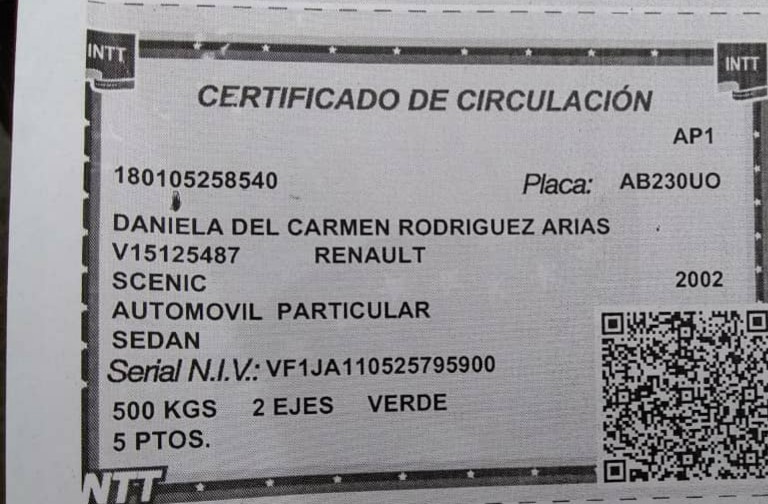 INTT
INTT
CERTIFICADO DE CIRCULACIÓN
AP1
180105258540 Placa: AB230UO
DANIELA DEL CARMEN RODRIGUEZ ARIAS
V15125487 RENAULT
SCENIC 2002
AUTOMOVIL PARTICULAR
SEDAN
Serial N.I.V.: VF1JA110525795900
500 KGS 2 EJES VERDE
5 PTOS.
NTT